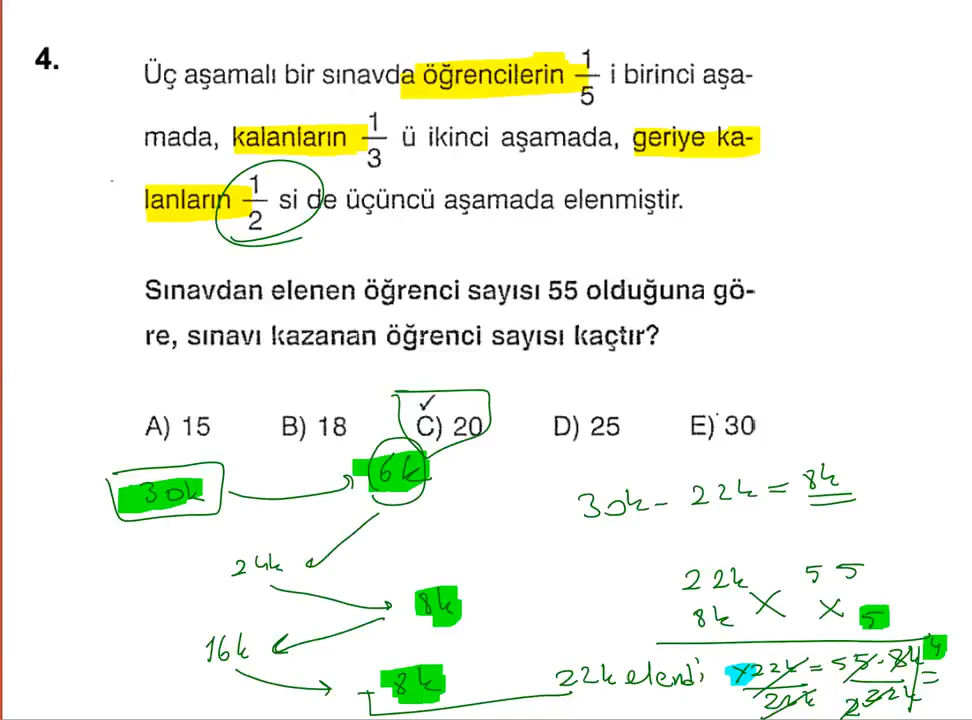 4.
Üç aşamalı bir sınavda öğrencilerin 1/5 i birinci aşa-
mada, kalanların 1/3 ü ikinci aşamada, geriye ka-
lanların 1/2 si de üçüncü aşamada elenmiştir.
Sınavdan elenen öğrenci sayısı 55 olduğuna gö-
re, sınavı kazanan öğrenci sayısı kaçtır?
A) 15 B) 18 C) 20 D) 25 E) 30
30k 6k
30k - 22k = 8k
24k
22k 55
8k
8k
16k
8k
22k elendi